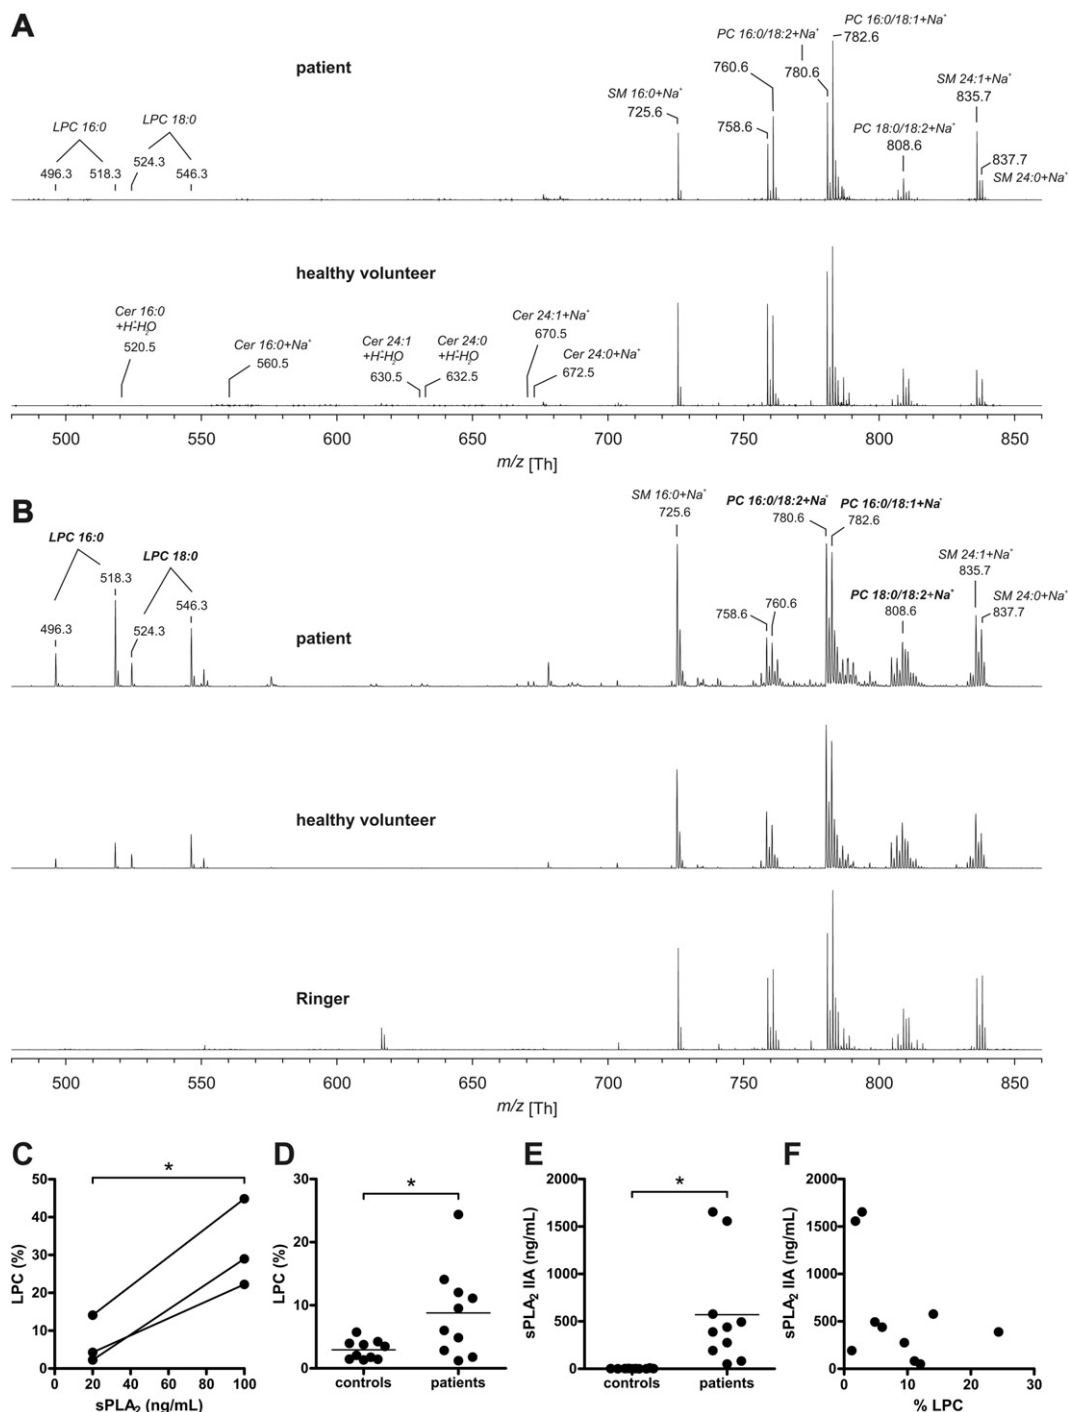 A
patient
LPC 16:0
LPC 18:0
496.3
518.3
524.3
546.3
SM 16:0+Na+
725.6
PC 16:0/18:2+Na+
760.6
758.6
780.6
PC 16:0/18:1+Na+
782.6
PC 18:0/18:2+Na+
808.6
SM 24:1+Na+
835.7
837.7
SM 24:0+Na+
healthy volunteer
Cer 16:0
+H+-H2O
520.5
Cer 16:0+Na+
560.5
Cer 24:1
+H+-H2O
630.5
Cer 24:0
+H+-H2O
632.5
Cer 24:1+Na+
670.5
Cer 24:0+Na+
672.5
500 550 600 650 700 750 800 850
m/z [Th]
B
LPC 16:0
LPC 18:0
496.3
518.3
524.3
546.3
patient
SM 16:0+Na+
725.6
PC 16:0/18:2+Na+
780.6
PC 16:0/18:1+Na+
782.6
758.6
760.6
PC 18:0/18:2+Na+
808.6
SM 24:1+Na+
835.7
SM 24:0+Na+
837.7
healthy volunteer
Ringer
500 550 600 650 700 750 800 850
m/z [Th]
C
*
LPC (%)
50
40
30
20
10
0
0 20 40 60 80 100
sPLA2 (ng/mL)
D
*
LPC (%)
30
20
10
0
controls patients
E
*
sPLA2 IIA (ng/mL)
2000
1500
1000
500
0
controls patients
F
sPLA2 IIA (ng/mL)
2000
1500
1000
500
0
0 10 20 30
% LPC